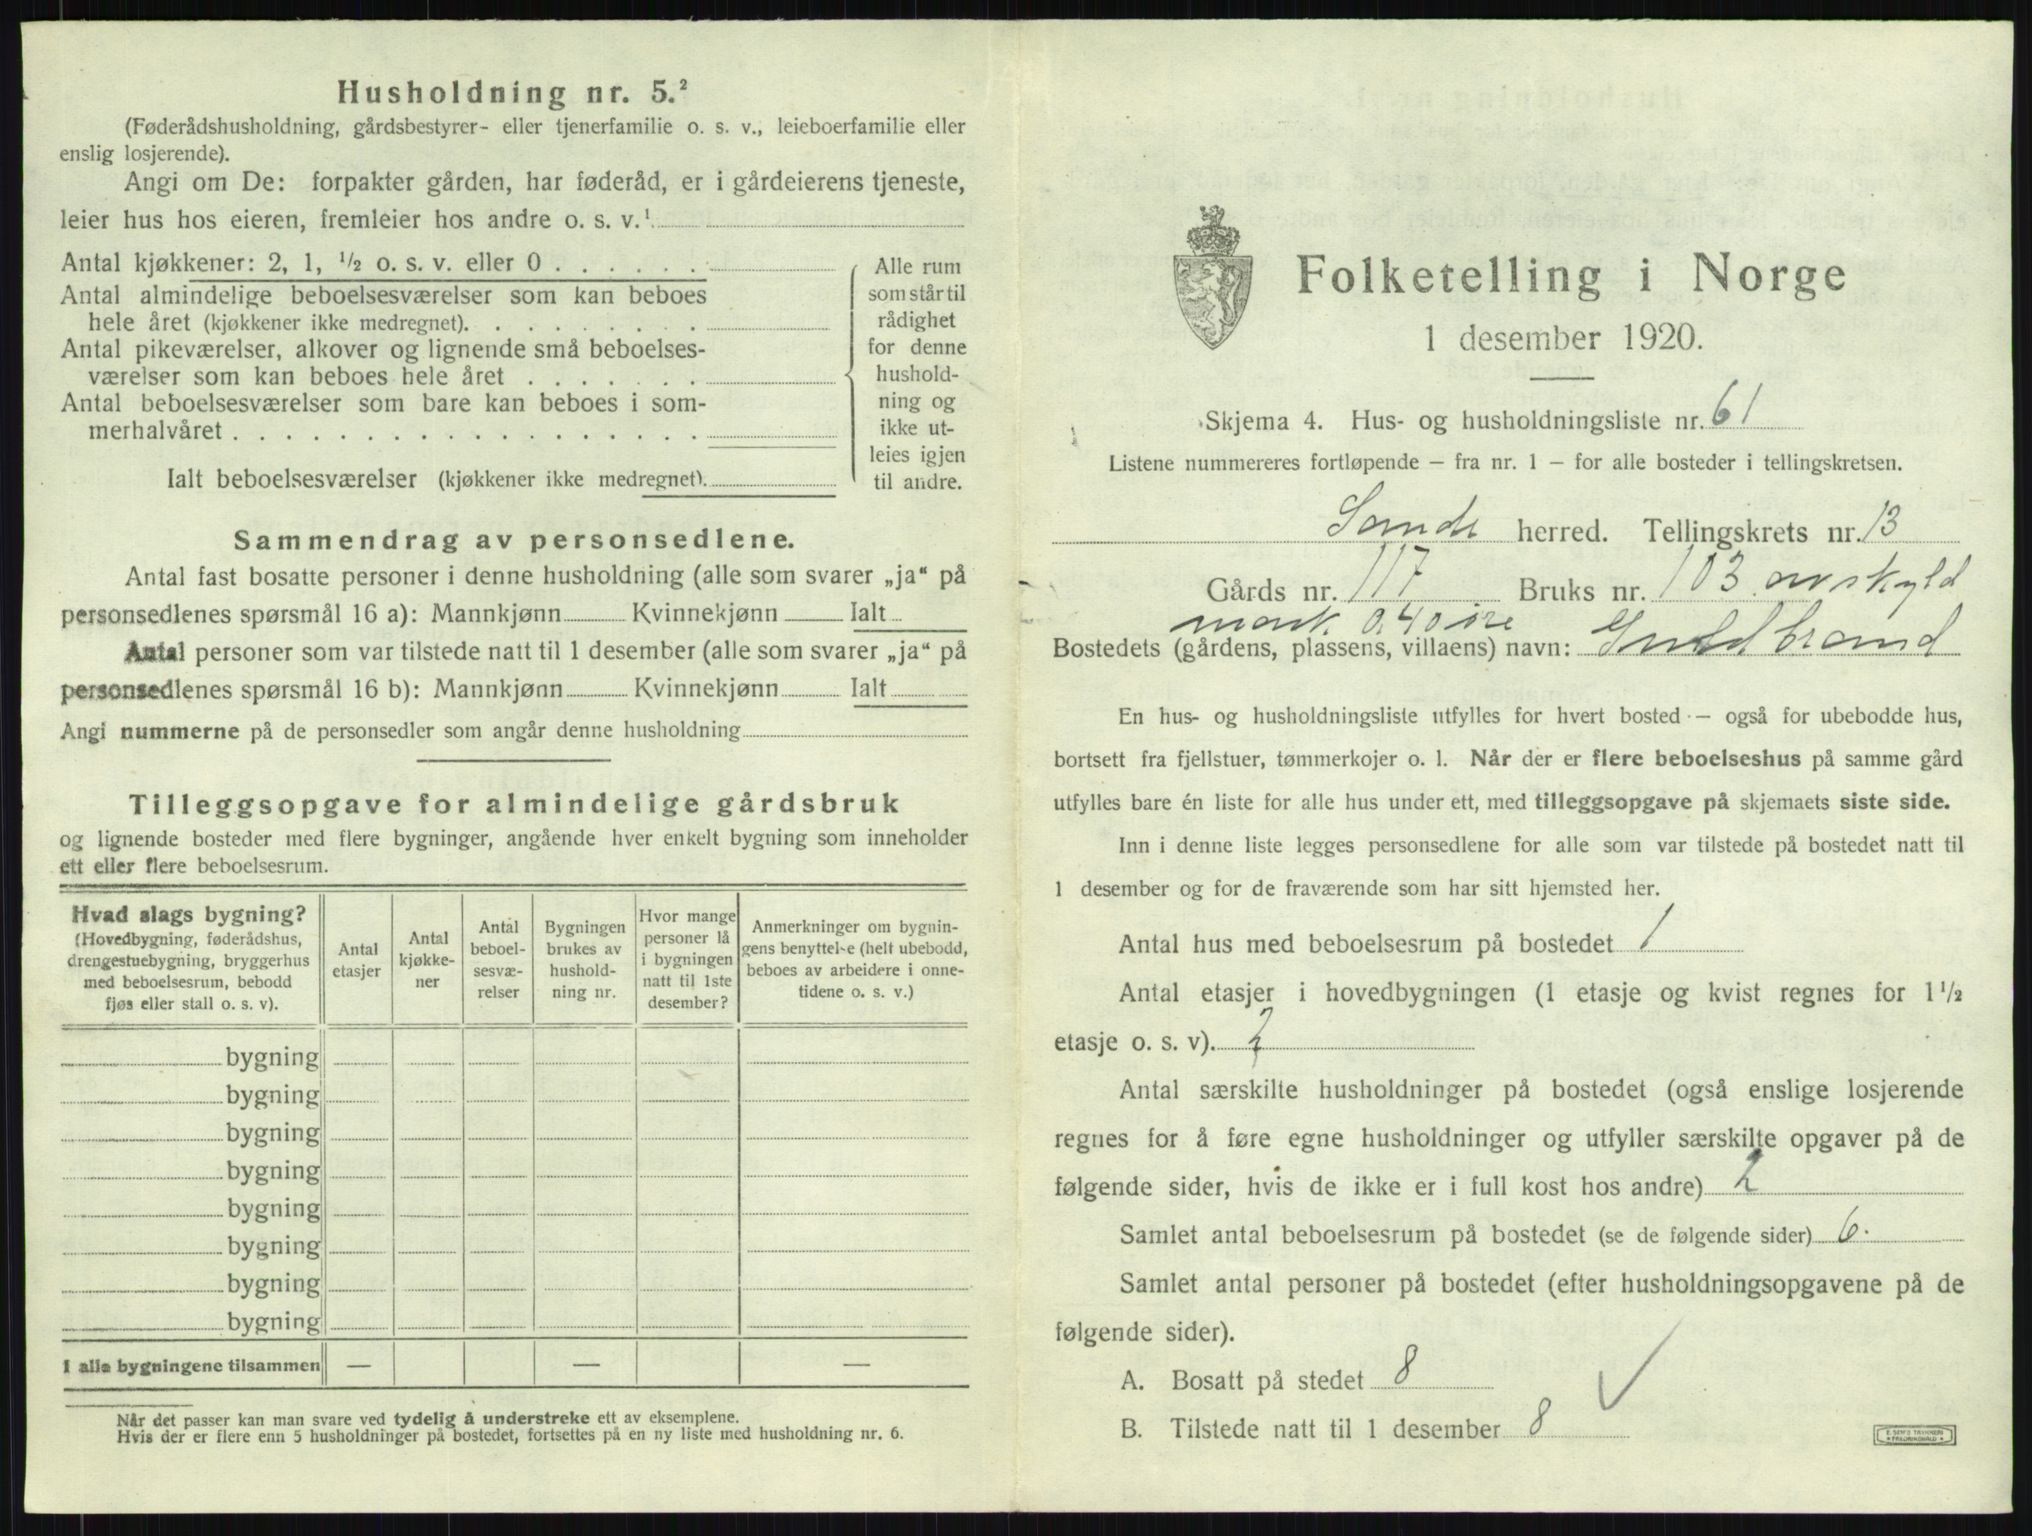 Husholdning nr. 5.²
(Føderådshusholdning, gårdsbestyrer- eller tjenerfamilie o. s. v., leieboerfamilie eller
enslig losjerende).
Angi om De: forpakter gården, har føderåd, er i gårdeierens tjeneste,
leier hus hos eieren, fremleier hos andre o. s. v.¹
Antal kjøkkener: 2, 1, ½ o. s. v. eller 0
Antal almindelige beboelsesværelser som kan beboes
hele året (kjøkkener ikke medregnet).
Antal pikeværelser, alkover og lignende små beboelses-
værelser som kan beboes hele året
Antal beboelsesværelser som bare kan beboes i som-
merhalvåret
Ialt beboelsesværelser (kjøkkener ikke medregnet).
Alle rum
som står til
rådighet
for denne
hushold-
ning og
ikke ut-
leies igjen
til andre.
Sammendrag av personsedlene.
Antal fast bosatte personer i denne husholdning (alle som svarer „ja“ på
personsedlenes spørsmål 16 a): Mannkjønn Kvinnekjønn Ialt
Antal personer som var tilstede natt til 1 desember (alle som svarer „ja“ på
personsedlenes spørsmål 16 b): Mannkjønn Kvinnekjønn Ialt
Angi nummerne på de personsedler som angår denne husholdning
Tilleggsopgave for almindelige gårdsbruk
og lignende bosteder med flere bygninger, angående hver enkelt bygning som inneholder
ett eller flere beboelsesrum.
Hvad slags bygning?
(Hovedbygning, føderådshus,
drengestuebygning, bryggerhus
med beboelsesrum, bebodd
fjøs eller stall o. s. v).
Antal
etasjer
Antal
kjøkke-
ner
Antal
beboel-
sesvæ-
relser
Bygningen
brukes av
hushold-
ning nr.
Hvor mange
personer lå
i bygningen
natt til 1ste
desember?
Anmerkninger om bygnin-
gens benyttelse (helt ubebodd,
beboes av arbeidere i onne-
tidene o. s. v.)
bygning
bygning
bygning
bygning
bygning
bygning
bygning
bygning
I alle bygningene tilsammen — — —
Når det passer kan man svare ved tydelig å understreke ett av eksemplene.
Hvis der er flere enn 5 husholdninger på bostedet, fortsettes på en ny liste med husholdning nr. 6.
Folketelling i Norge
1 desember 1920.
Skjema 4. Hus- og husholdningsliste nr. 61
Listene nummereres fortløpende – fra nr. 1 – for alle bosteder i tellingskretsen.
Sande herred. Tellingskrets nr. 13
Gårds nr. 117 Bruks nr. 103 avskyld
mark 0,40 øre
Bostedets (gårdens, plassens, villaens) navn: Guldbrand
En hus- og husholdningsliste utfylles for hvert bosted – også for ubebodde hus,
bortsett fra fjellstuer, tømmerkojer o. l. Når der er flere beboelseshus på samme gård
utfylles bare én liste for alle hus under ett, med tilleggsopgave på skjemaets siste side.
Inn i denne liste legges personsedlene for alle som var tilstede på bostedet natt til
1 desember og for de fraværende som har sitt hjemsted her.
Antal hus med beboelsesrum på bostedet 1
Antal etasjer i hovedbygningen (1 etasje og kvist regnes for 1½
etasje o. s. v). 2
Antal særskilte husholdninger på bostedet (også enslige losjerende
regnes for å føre egne husholdninger og utfyller særskilte opgaver på de
følgende sider, hvis de ikke er i full kost hos andre) 2
Samlet antal beboelsesrum på bostedet (se de følgende sider) 6.
Samlet antal personer på bostedet (efter husholdningsopgavene på de
følgende sider).
A. Bosatt på stedet 8
B. Tilstede natt til 1 desember 8